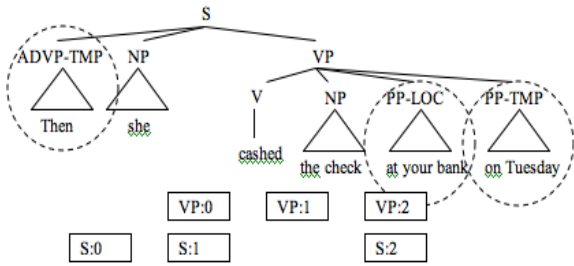 S
ADVP-TMP NP VP
V NP PP-LOC PP-TMP
Then she
cashed the check at your bank on Tuesday
VP:0 VP:1 VP:2
S:0 S:1 S:2